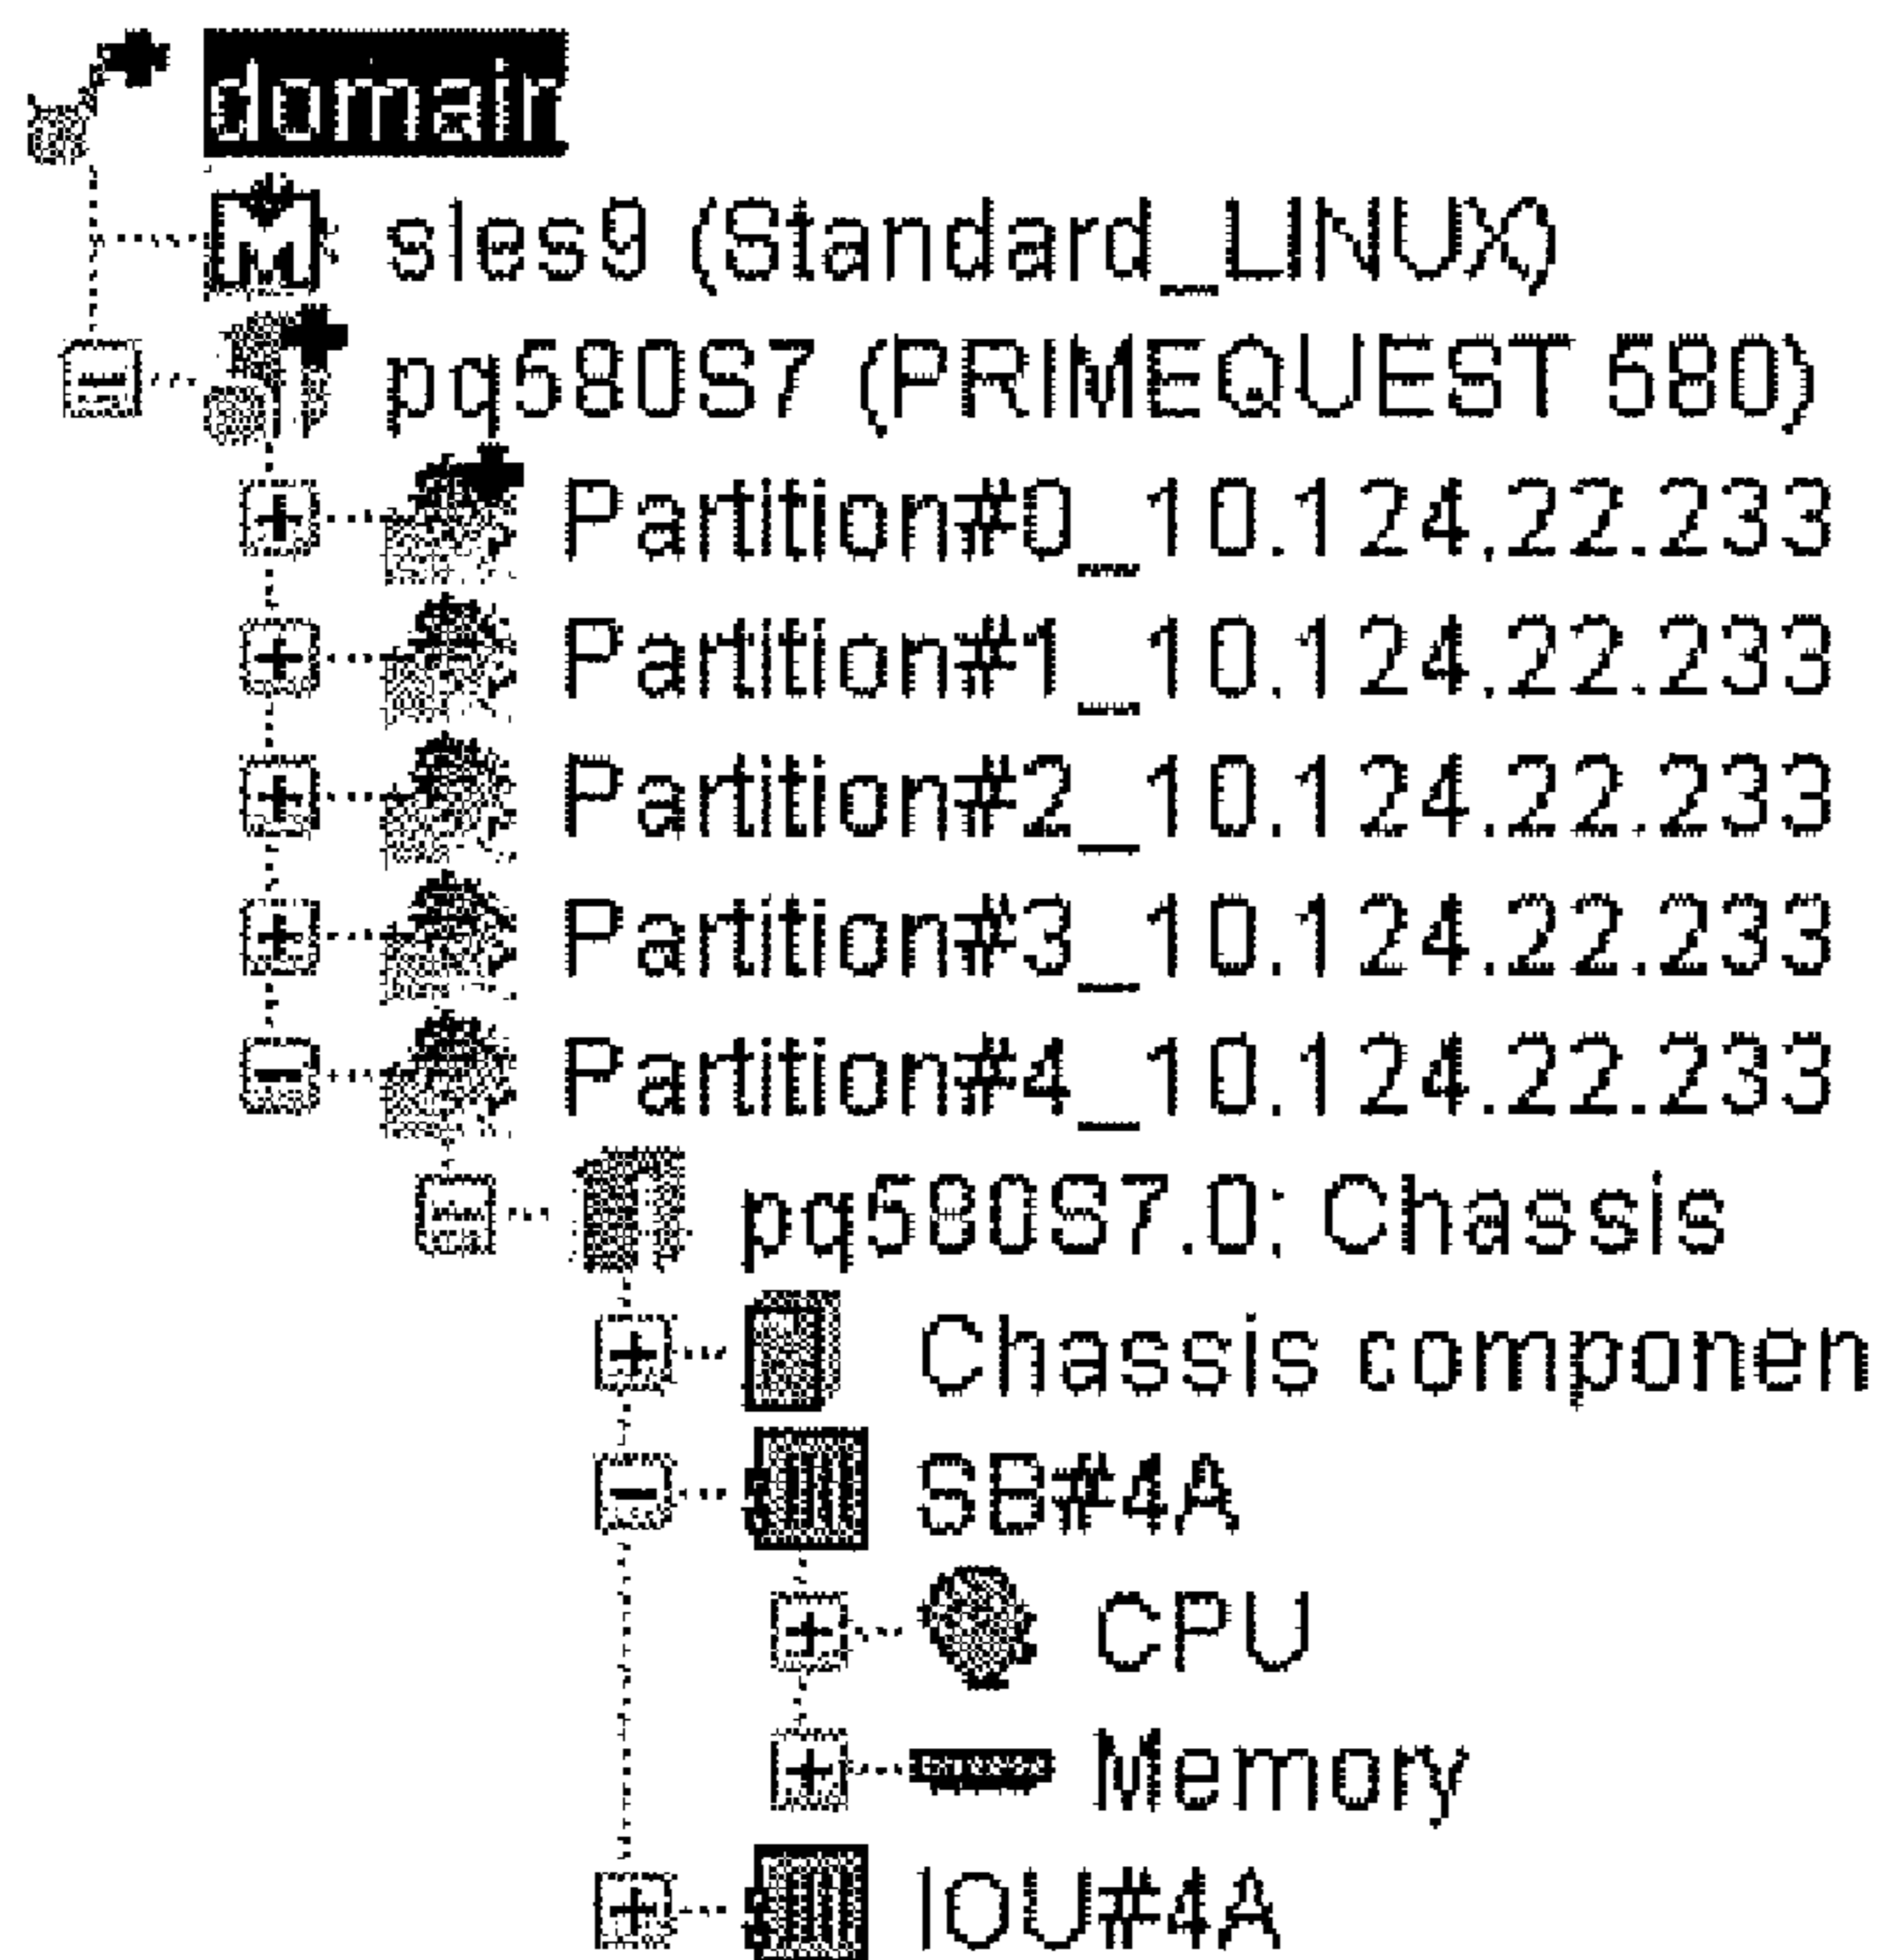 domain
sles9 (Standard_LINUX)
pq580S7 (PRIMEQUEST 580)
Partition#0_10.124.22.233
Partition#1_10.124.22.233
Partition#2_10.124.22.233
Partition#3_10.124.22.233
Partition#4_10.124.22.233
pq580S7.0: Chassis
Chassis componen
SB#4A
CPU
Memory
IOU#4A